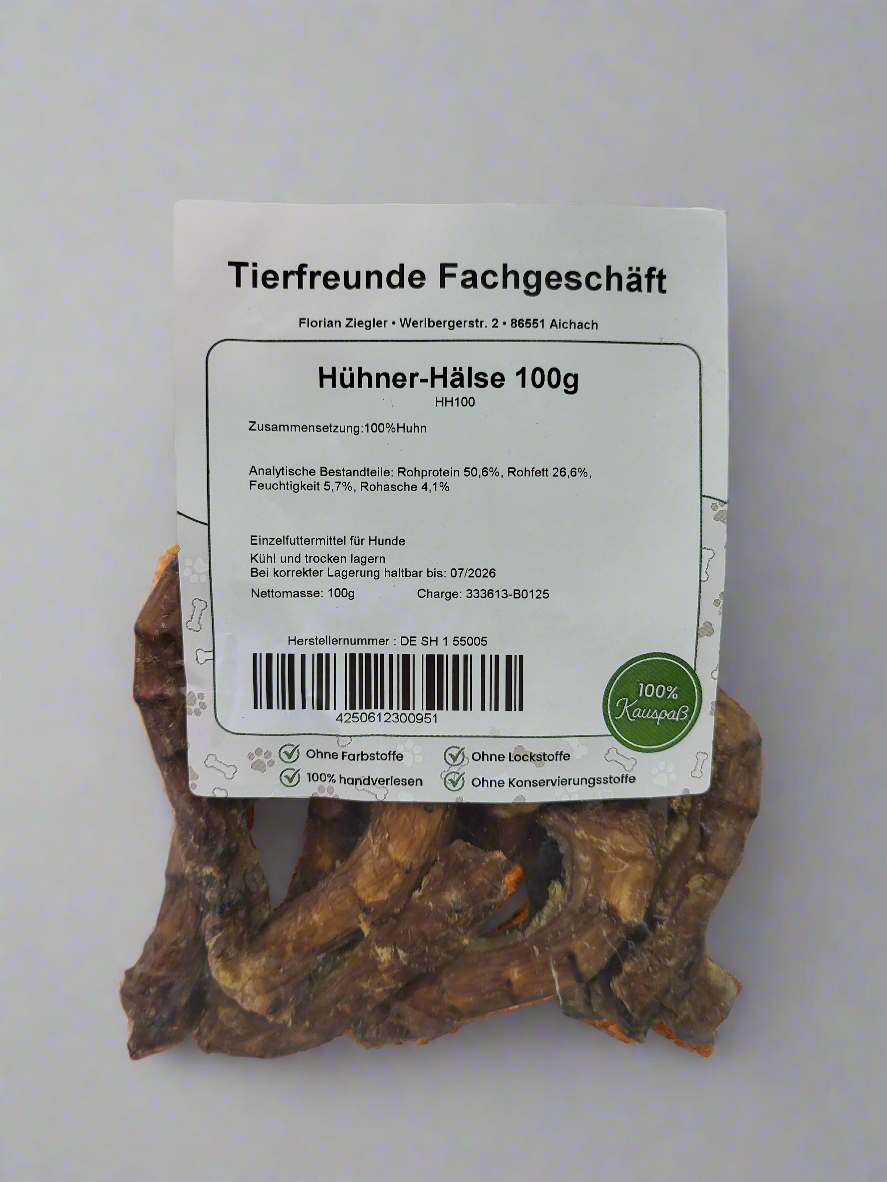 Tierfreunde Fachgeschäft
Florian Ziegler • Werlbergerstr. 2 • 86551 Aichach
Hühner-Hälse 100g
HH100
Zusammensetzung:100%Huhn
Analytische Bestandteile: Rohprotein 50,6%, Rohfett 26,6%,
Feuchtigkeit 5,7%, Rohasche 4,1%
Einzelfuttermittel für Hunde
Kühl und trocken lagern
Bei korrekter Lagerung haltbar bis: 07/2026
Nettomasse: 100g Charge: 333613-B0125
Herstellernummer : DE SH 1 55005
4250612300951
100%
Kauspaß
Ohne Farbstoffe Ohne Lockstoffe
100% handverlesen Ohne Konservierungsstoffe